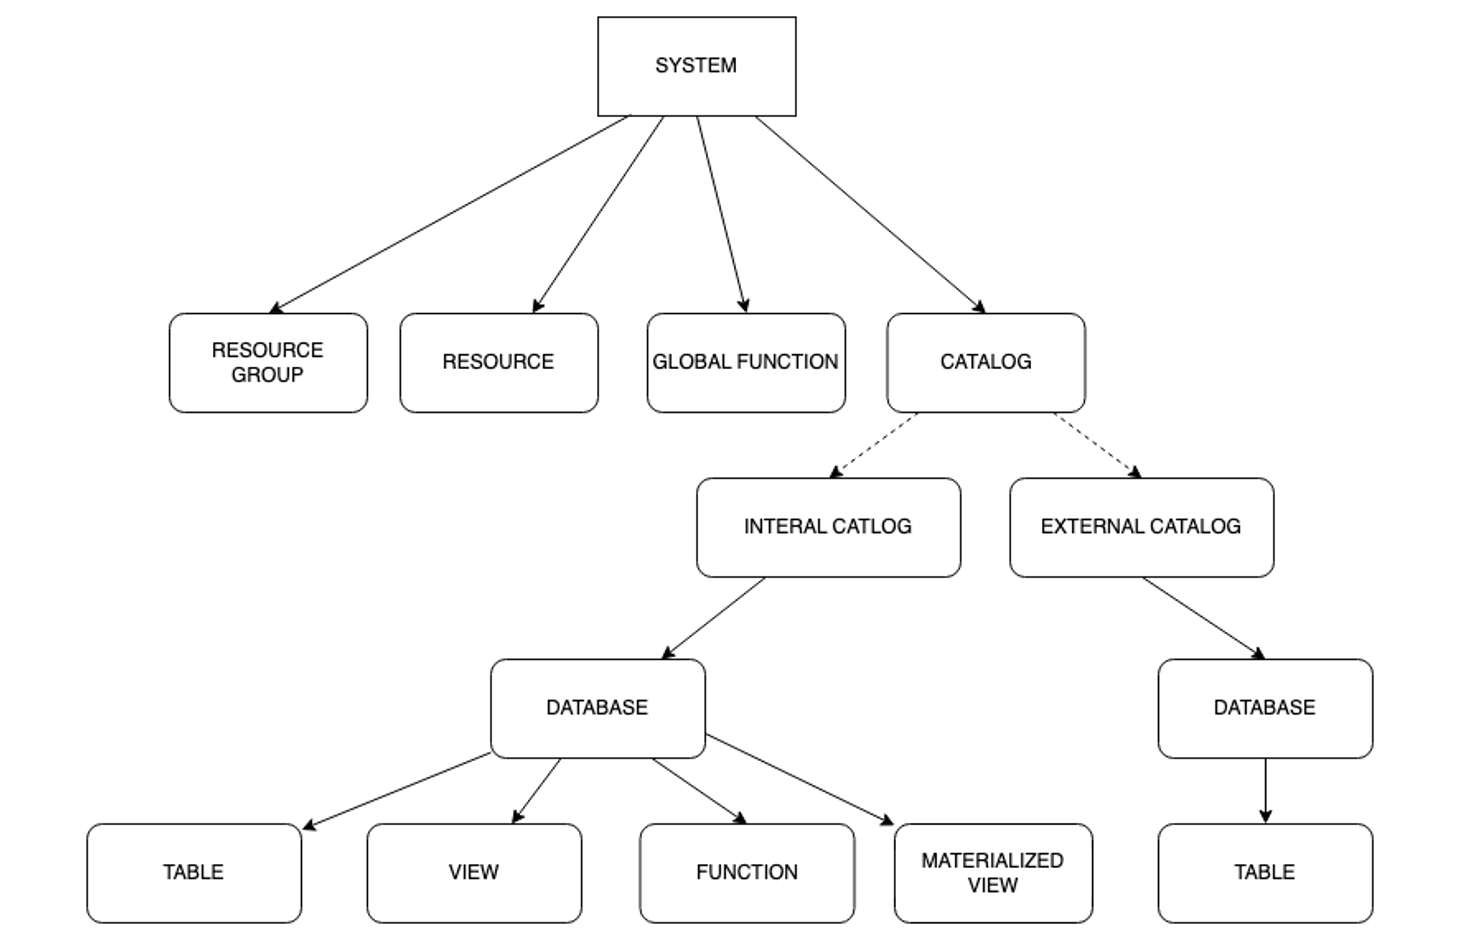 SYSTEM
RESOURCE
GROUP
RESOURCE
GLOBAL FUNCTION
CATALOG
INTERAL CATLOG
EXTERNAL CATALOG
DATABASE
DATABASE
TABLE
VIEW
FUNCTION
MATERIALIZED
VIEW
TABLE